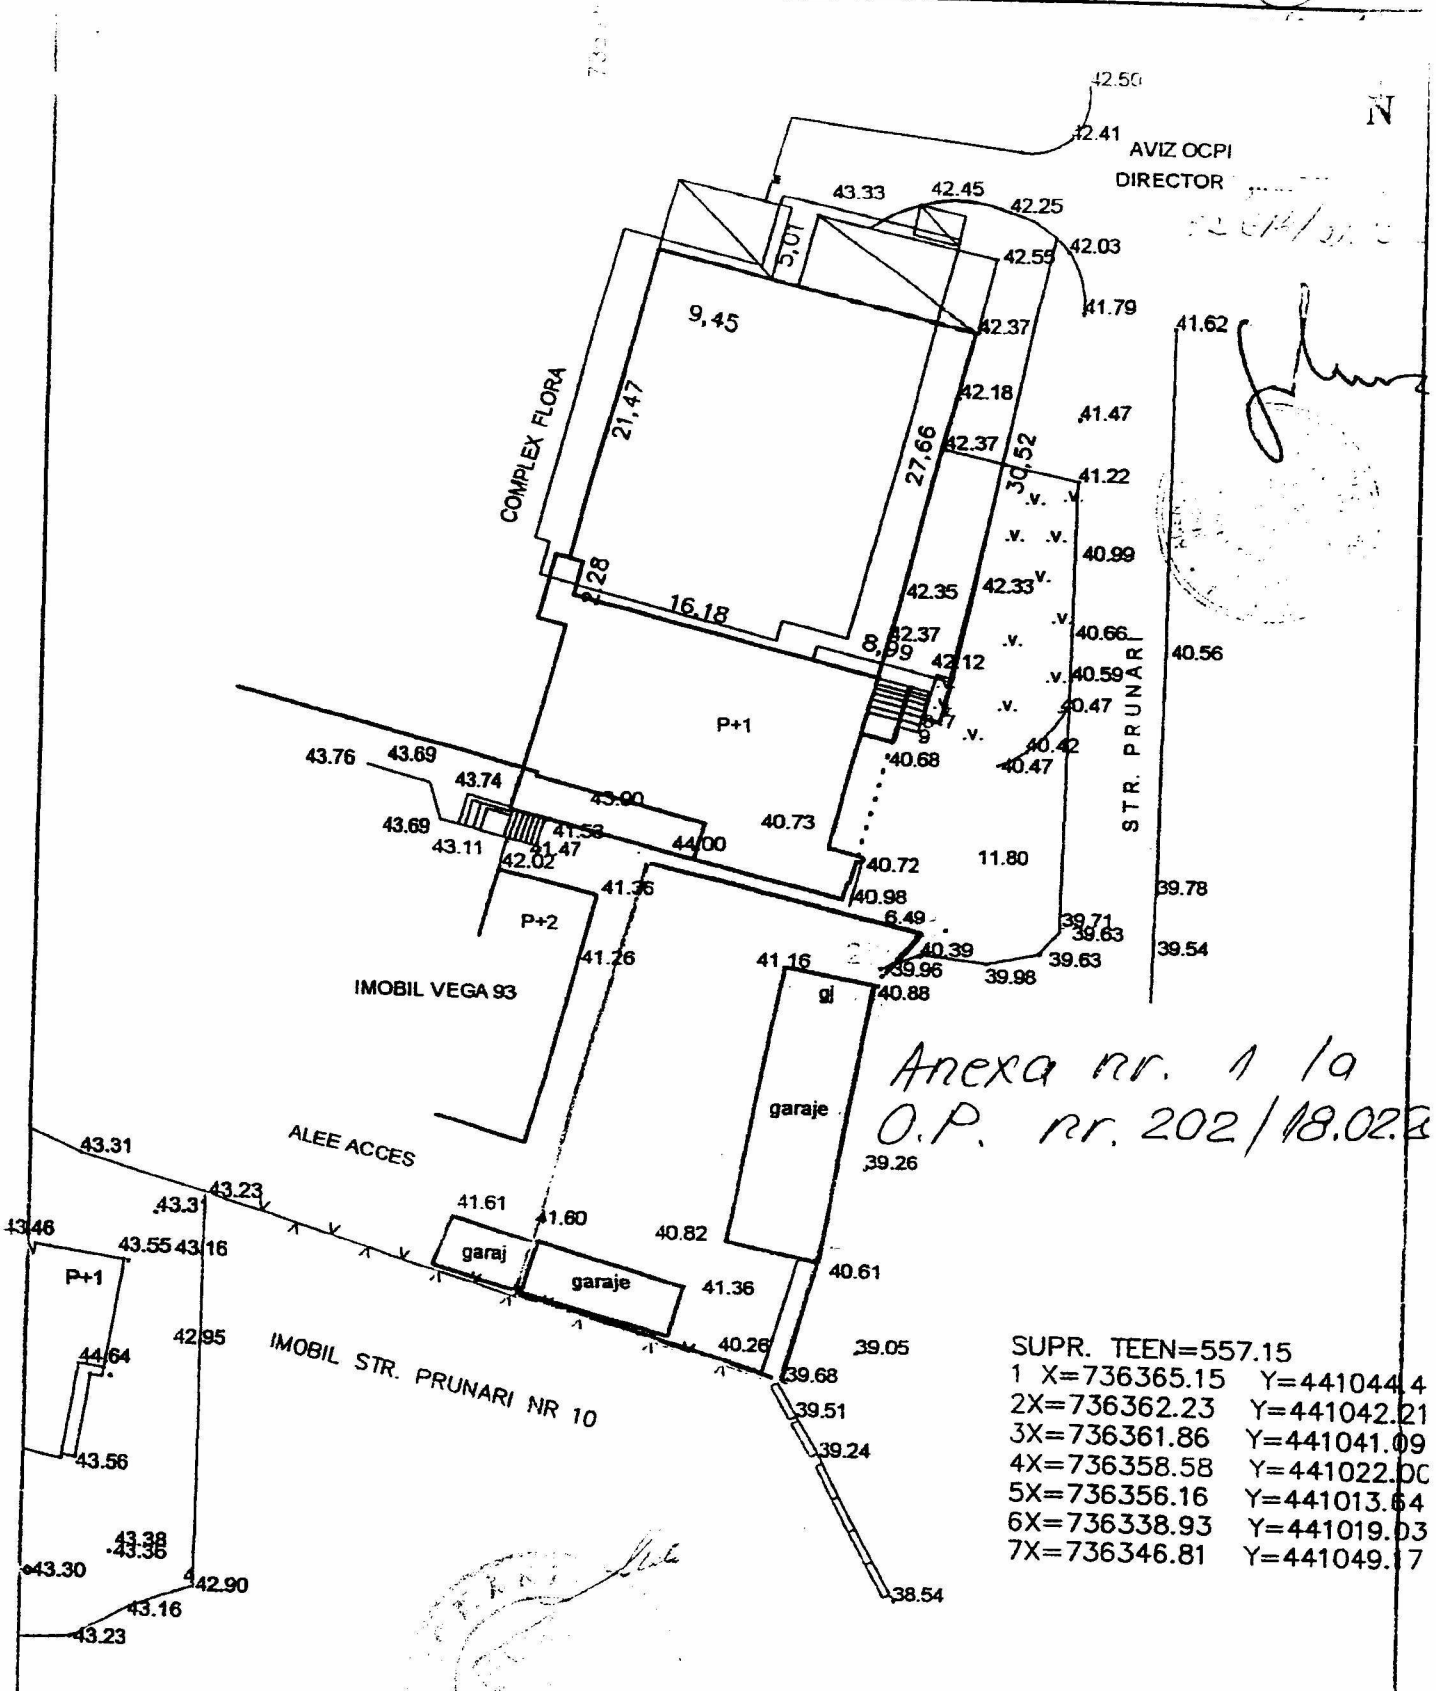 42.50
N
42.41
AVIZ OCPI
DIRECTOR
43.33
42.45
42.25
42.03
5,01
42.55
41.79
9,45
42.37
41.62
COMPLEX FLORA
21,47
42.18
41.47
27,66
42.37
30,52
41.22
.v. .v.
.v. .v.
40.99
2,28
42.35
42.33
.v.
16,18
.v.
42.37
8,99
.v.
40.66
STR. PRUNARI
40.56
42.12
.v. 40.59
P+1
.v.
40.47
9
.v.
40.42
40.68
40.47
43.76
43.69
43.74
43.90
43.69
41.53
44.00
40.73
43.11
41.47
42.02
40.72
11.80
41.36
40.98
39.78
P+2
6.49
39.71
39.63
41.26
41.16
40.39
39.63
39.54
39.96
39.98
IMOBIL VEGA 93
gj
40.88
Anexa nr. 1 la
O.P. nr. 202/18.02.
garaje
ALEE ACCES
43.31
39.26
43.23
43.31
41.61
41.60
40.82
43.46
43.55
43.16
garaj
P+1
garaje
41.36
40.61
42.95
IMOBIL STR. PRUNARI NR 10
40.26
39.05
44.64
39.68
SUPR. TEEN=557.15
1 X=736365.15 Y=441044.4
2X=736362.23 Y=441042.21
3X=736361.86 Y=441041.09
4X=736358.58 Y=441022.00
5X=736356.16 Y=441013.64
6X=736338.93 Y=441019.03
7X=736346.81 Y=441049.17
39.51
39.24
43.56
43.38
43.36
43.30
42.90
43.16
38.54
43.23